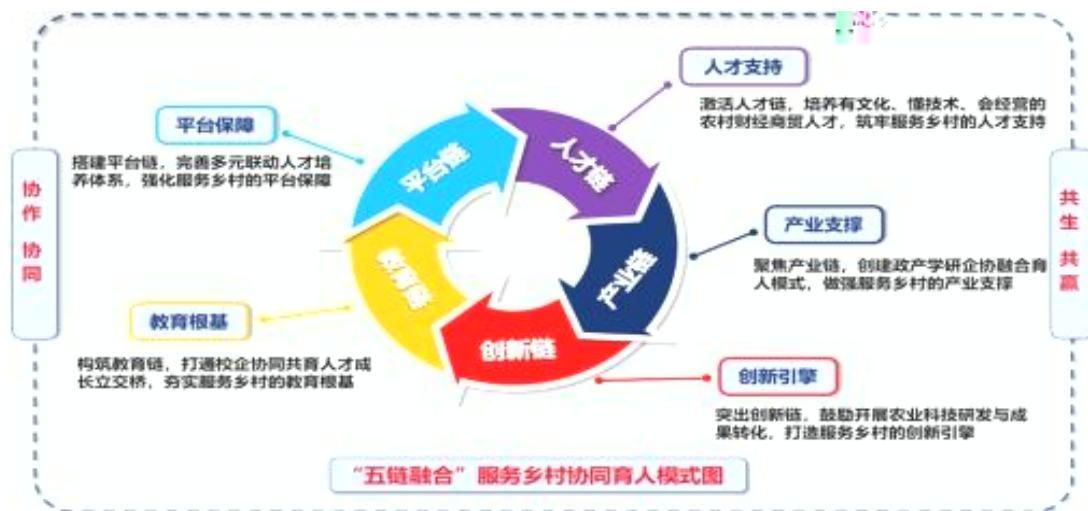 人才支持
激活人才链，培养有文化、懂技术、会经营的
农村财经商贸人才，筑牢服务乡村的人才支持
平台保障
搭建平台链，完善多元联动人才培
养体系，强化服务乡村的平台保障
平台链
人才链
协作 协同
共生 共赢
产业支撑
聚焦产业链，创建政产学研企协融合育
人模式，做强服务乡村的产业支撑
教育链
产业链
创新链
教育根基
构筑教育链，打通校企协同共育人才成
长立交桥，夯实服务乡村的教育根基
创新引擎
突出创新链，鼓励开展农业科技研发与成
果转化，打造服务乡村的创新引擎
“五链融合”服务乡村协同育人模式图